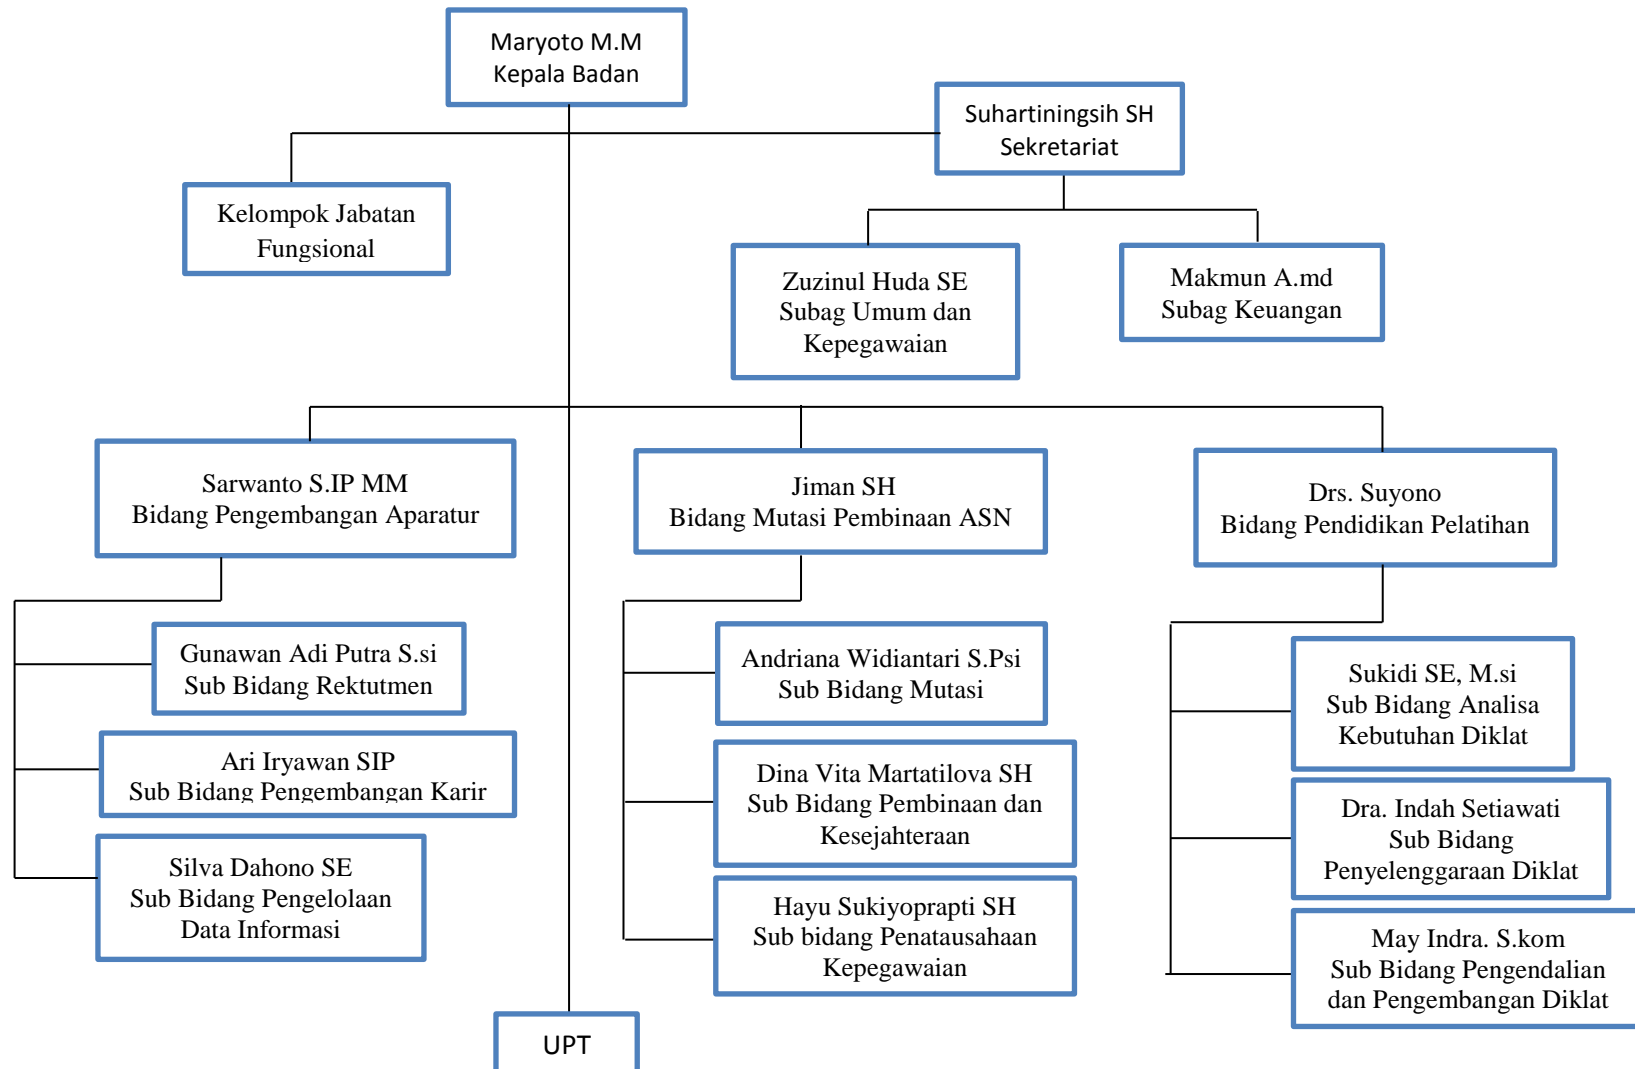 Maryoto M.M
Kepala Badan
Suhartiningsih SH
Sekretariat
Kelompok Jabatan
Fungsional
Zuzinul Huda SE
Subag Umum dan
Kepegawaian
Makmun A.md
Subag Keuangan
Sarwanto S.IP MM
Bidang Pengembangan Aparatur
Jiman SH
Bidang Mutasi Pembinaan ASN
Drs. Suyono
Bidang Pendidikan Pelatihan
Gunawan Adi Putra S.si
Sub Bidang Rektutmen
Ari Iryawan SIP
Sub Bidang Pengembangan Karir
Silva Dahono SE
Sub Bidang Pengelolaan
Data Informasi
Andriana Widiantari S.Psi
Sub Bidang Mutasi
Dina Vita Martatilova SH
Sub Bidang Pembinaan dan
Kesejahteraan
Hayu Sukiyoprapti SH
Sub bidang Penatausahaan
Kepegawaian
Sukidi SE, M.si
Sub Bidang Analisa
Kebutuhan Diklat
Dra. Indah Setiawati
Sub Bidang
Penyelenggaraan Diklat
May Indra. S.kom
Sub Bidang Pengendalian
dan Pengembangan Diklat
UPT